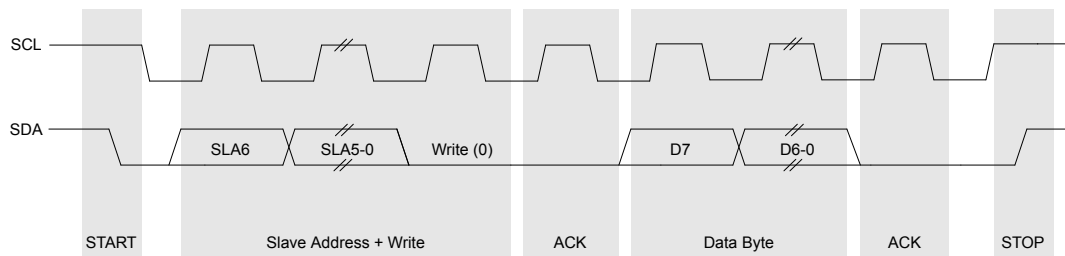 SCL
SDA
SLA6 SLA5-0 Write (0) D7 D6-0
START Slave Address + Write ACK Data Byte ACK STOP